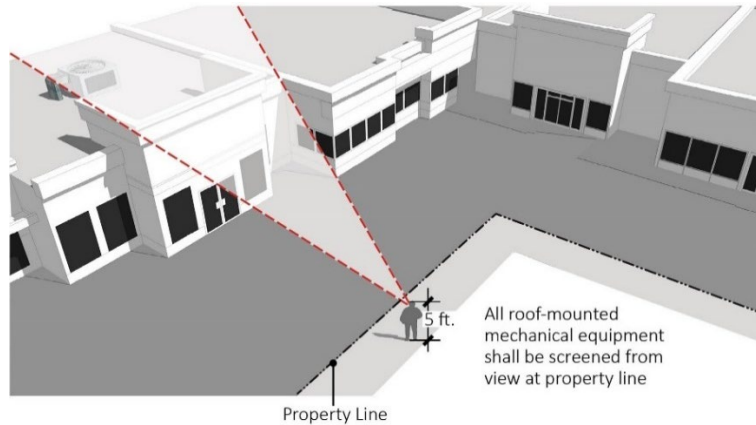 5 ft.
All roof-mounted
mechanical equipment
shall be screened from
view at property line
Property Line